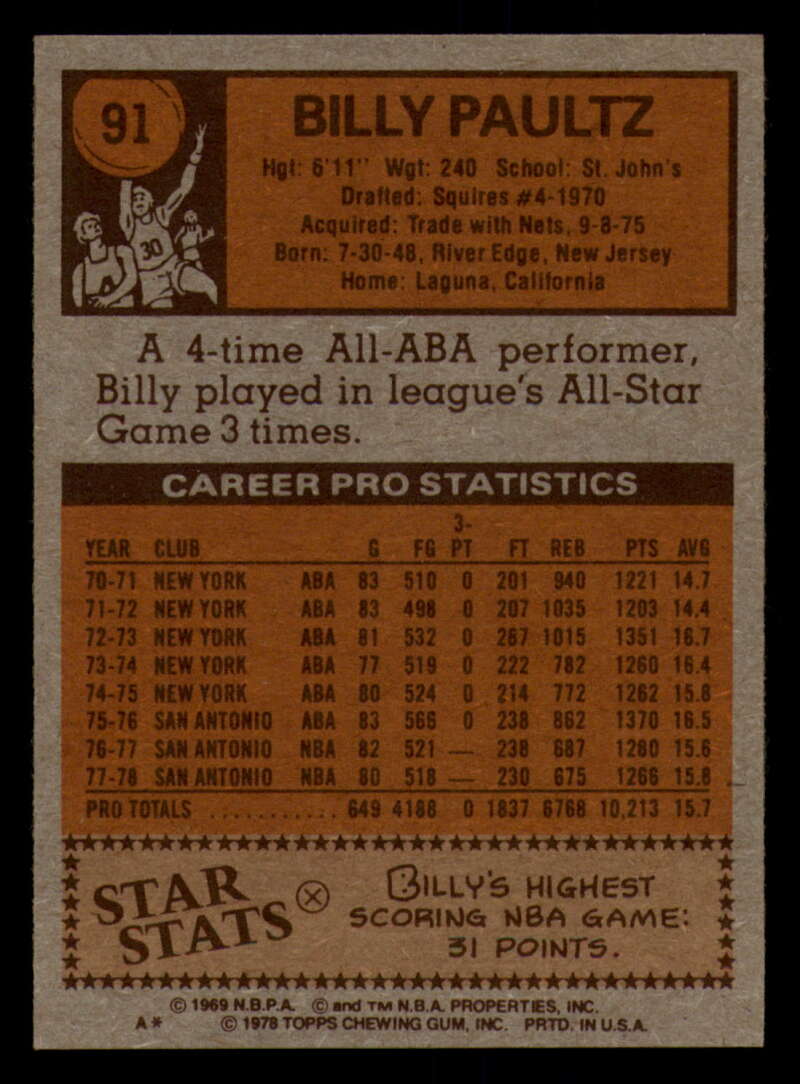 91
30
A
BILLY PAULTZ
Hgt: 6'11" Wgt: 240 School: St. John's
Drafted: Squires #4-1970
Acquired: Trade with Nets, 9-8-75
Born: 7-30-48, River Edge, New Jersey
Home: Laguna, California
A 4-time All-ABA performer,
Billy played in league's All-Star
Game 3 times.
CAREER PRO STATISTICS
YEAR CLUB G FG 3-PT FT REB PTS AVG
70-71 NEW YORK ABA 83 510 0 201 940 1221 14.7
71-72 NEW YORK ABA 83 498 0 207 1035 1203 14.4
72-73 NEW YORK ABA 81 532 0 287 1015 1351 16.7
73-74 NEW YORK ABA 77 519 0 222 782 1260 16.4
74-75 NEW YORK ABA 80 524 0 214 772 1262 15.8
75-76 SAN ANTONIO ABA 83 566 0 238 862 1370 16.5
76-77 SAN ANTONIO NBA 82 521 — 238 687 1280 15.6
77-78 SAN ANTONIO NBA 80 518 — 230 675 1266 15.8
PRO TOTALS ........... 649 4188 0 1837 6768 10,213 15.7
STAR STATS
BILLY'S HIGHEST
SCORING NBA GAME:
31 POINTS.
© 1969 N.B.P.A. © and TM N.B.A. PROPERTIES, INC.
A* © 1978 TOPPS CHEWING GUM, INC. PRTD. IN U.S.A.